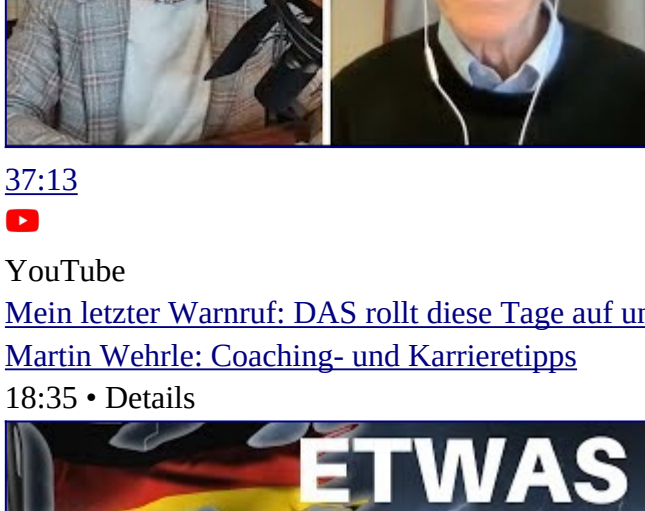 37:13
YouTube
Mein letzter Warnruf: DAS rollt diese Tage auf
Martin Wehrle: Coaching- und Karrieretipps
18:35 • Details
ETWAS